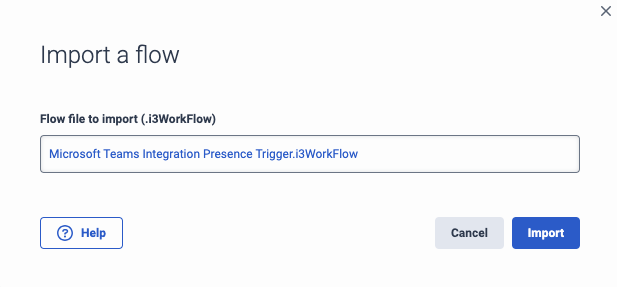 Import a flow
Flow file to import (.i3WorkFlow)
Microsoft Teams Integration Presence Trigger.i3WorkFlow
Help
Cancel
Import